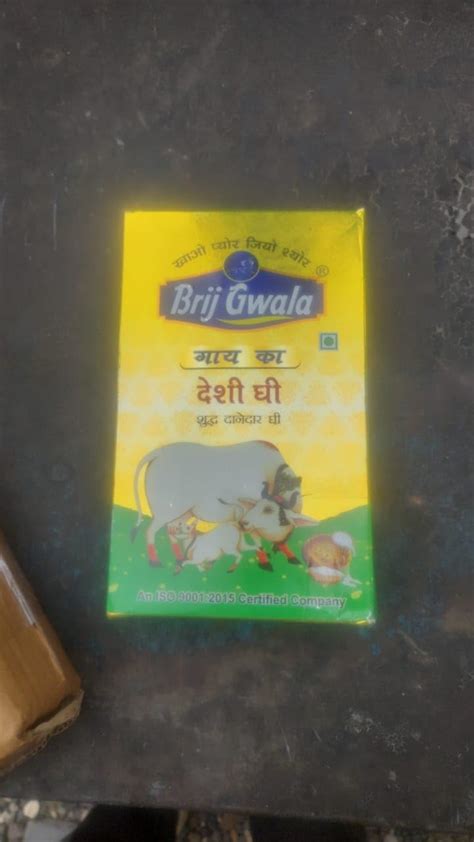 खाओ प्योर जियो श्योर
®
Brij Gwala
गाय का
देशी घी
शुद्ध दानेदार घी
An ISO 9001:2015 Certified Company